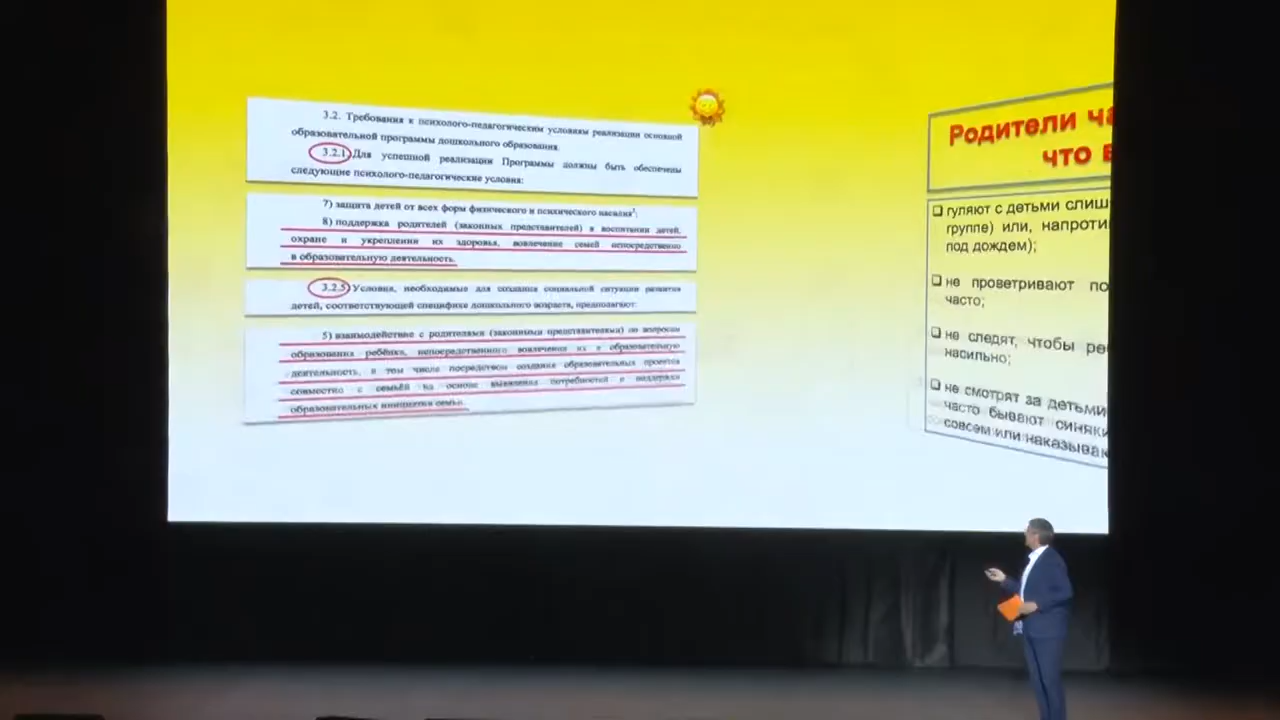 3.2. Требования к психолого-педагогическим условиям реализации основной
образовательной программы дошкольного образования.
3.2.1. Для успешной реализации Программы должны быть обеспечены
следующие психолого-педагогические условия:
7) защита детей от всех форм физического и психического насилия¹;
8) поддержка родителей (законных представителей) в воспитании детей,
охране и укреплении их здоровья, вовлечение семей непосредственно
в образовательную деятельность.
3.2.5. Условия, необходимые для создания социальной ситуации развития
детей, соответствующей специфике дошкольного возраста, предполагают:
5) взаимодействие с родителями (законными представителями) по вопросам
образования ребёнка, непосредственного вовлечения их в образовательную
деятельность, в том числе посредством создания образовательных проектов
совместно с семьёй на основе выявления потребностей и поддержки
образовательных инициатив семьи.
Родители ча
что в
гуляют с детьми слиш
группе) или, напроти
под дождем);
не проветривают по
часто;
не следят, чтобы ре
насильно;
не смотрят за детьми
часто бывают синяки
совсем или наказываю